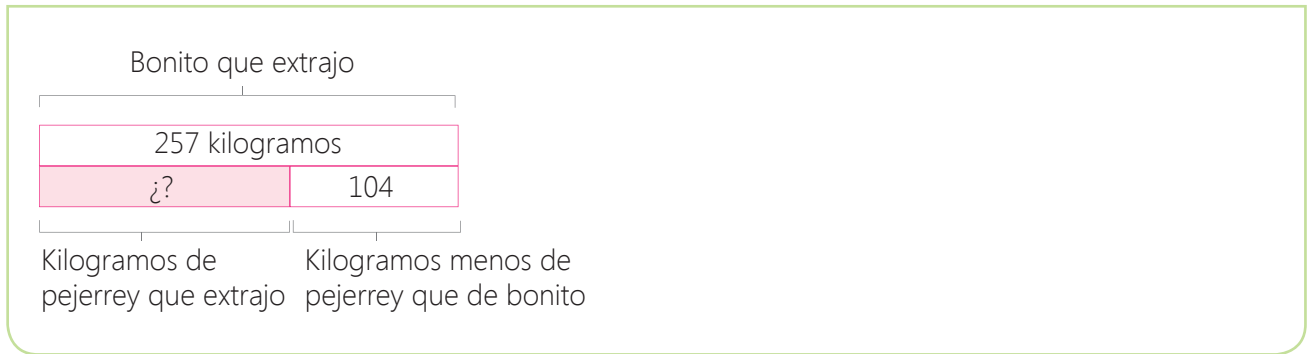 Bonito que extrajo
257 kilogramos
¿?
104
Kilogramos de
pejerrey que extrajo
Kilogramos menos de
pejerrey que de bonito